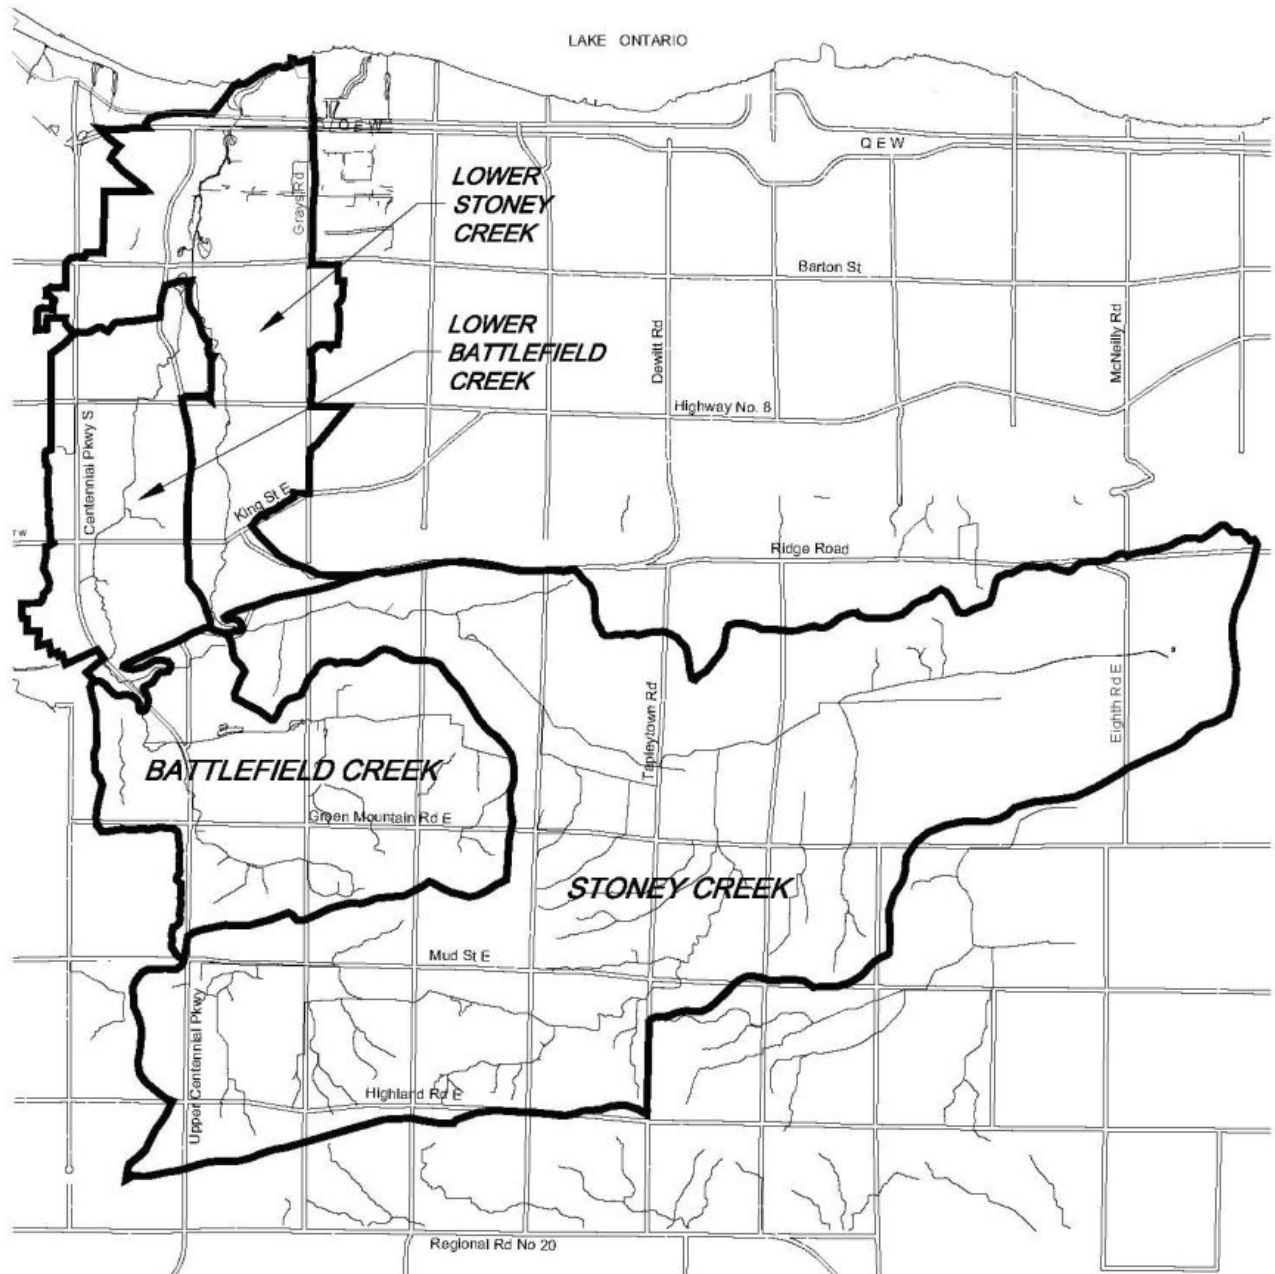 LAKE ONTARIO
Q E W
Q E W
LOWER
STONEY
CREEK
Grays Rd
Barton St
LOWER
BATTLEFIELD
CREEK
Dewitt Rd
McNeilly Rd
Highway No. 8
Centennial Pkwy S
King St E
TW
Ridge Road
Tapleytown Rd
Eighth Rd E
BATTLEFIELD CREEK
Green Mountain Rd E
STONEY CREEK
Mud St E
Upper Centennial Pkwy
Highland Rd E
Regional Rd No 20